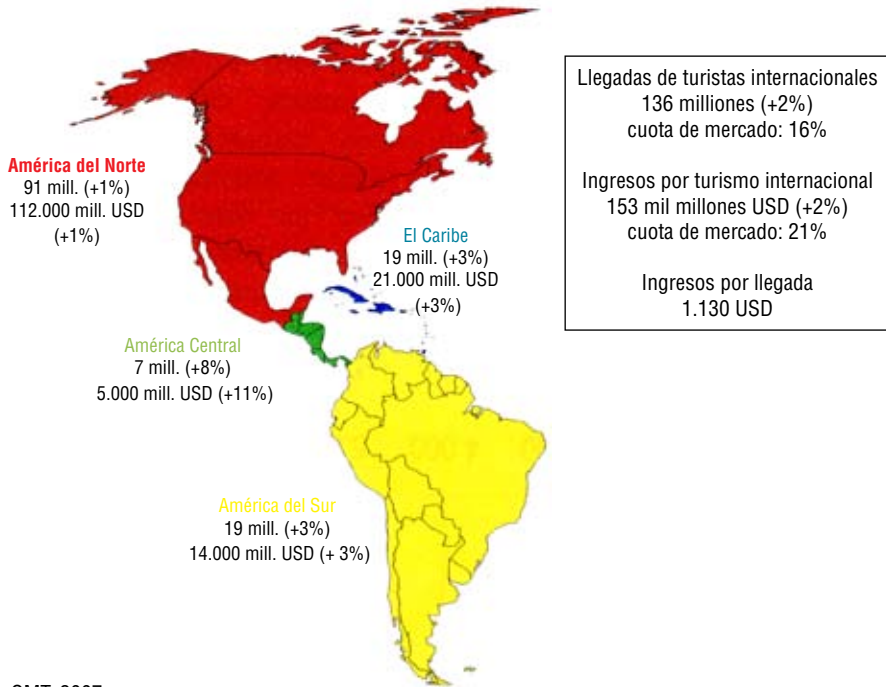 Llegadas de turistas internacionales
136 milliones (+2%)
cuota de mercado: 16%
Ingresos por turismo internacional
153 mil millones USD (+2%)
cuota de mercado: 21%
Ingresos por llegada
1.130 USD
América del Norte
91 mill. (+1%)
112.000 mill. USD
(+1%)
El Caribe
19 mill. (+3%)
21.000 mill. USD
(+3%)
América Central
7 mill. (+8%)
5.000 mill. USD (+11%)
América del Sur
19 mill. (+3%)
14.000 mill. USD (+ 3%)